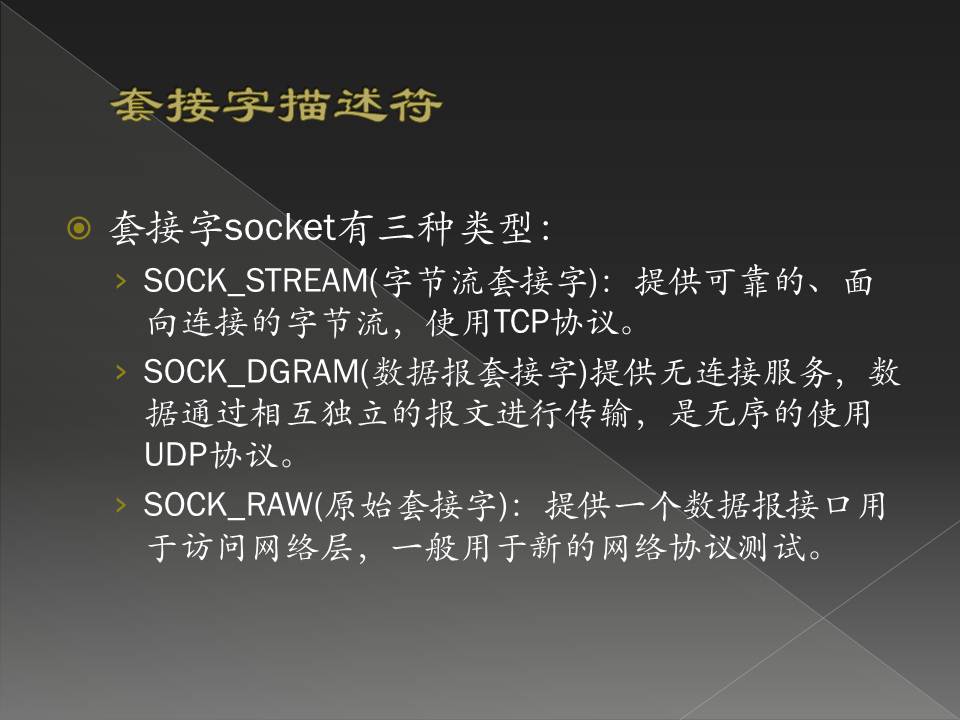 套接字描述符
套接字socket有三种类型：
SOCK_STREAM(字节流套接字)：提供可靠的、面
向连接的字节流，使用TCP协议。
SOCK_DGRAM(数据报套接字)提供无连接服务，数
据通过相互独立的报文进行传输，是无序的使用
UDP协议。
SOCK_RAW(原始套接字)：提供一个数据报接口用
于访问网络层，一般用于新的网络协议测试。